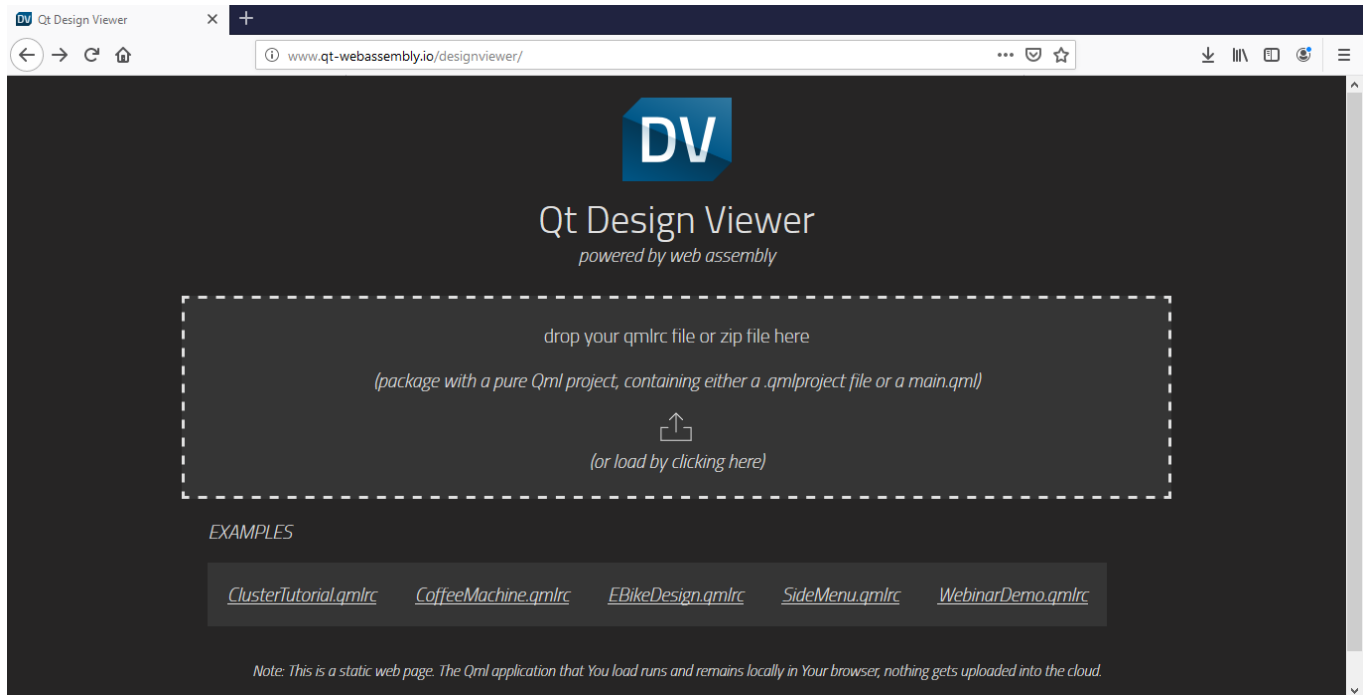 Qt Design Viewer
www.qt-webassembly.io/designviewer/
DV
Qt Design Viewer
powered by web assembly
drop your qmlrc file or zip file here
(package with a pure Qml project, containing either a .qmlproject file or a main.qml)
(or load by clicking here)
EXAMPLES
ClusterTutorial.qmlrc CoffeeMachine.qmlrc EBikeDesign.qmlrc SideMenu.qmlrc WebinarDemo.qmlrc
Note: This is a static web page. The Qml application that You load runs and remains locally in Your browser, nothing gets uploaded into the cloud.